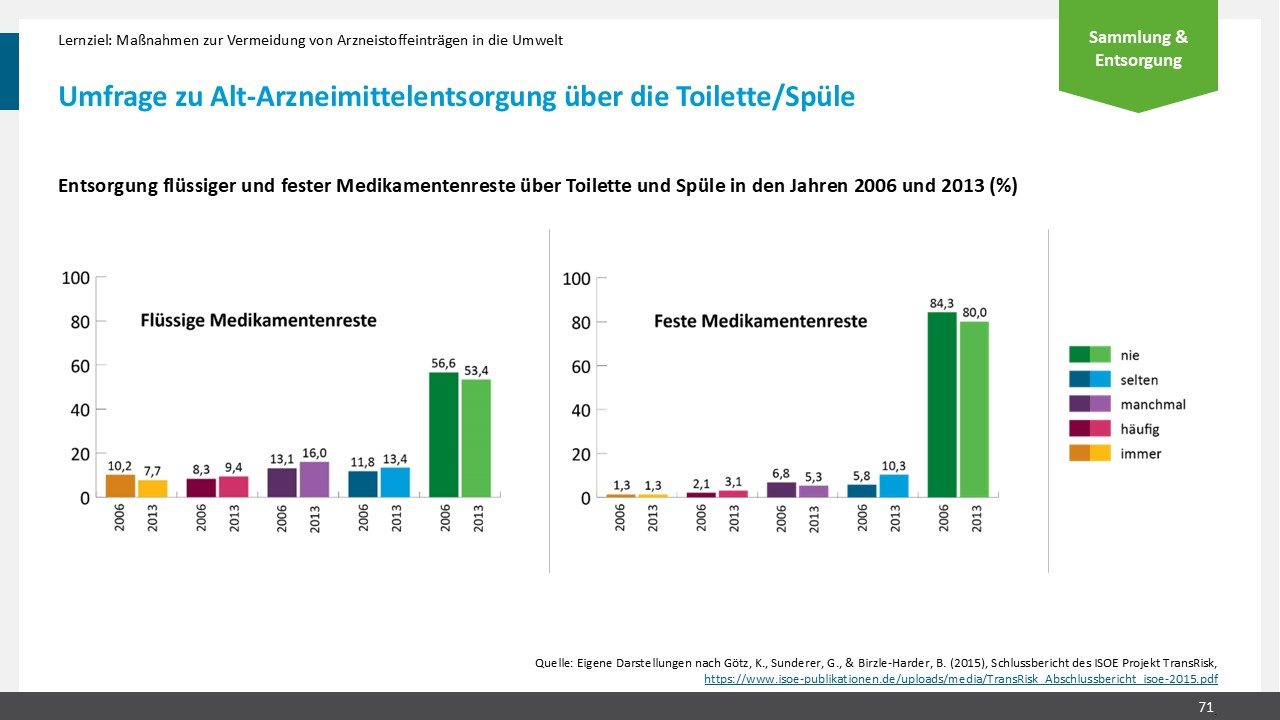 Lernziel: Maßnahmen zur Vermeidung von Arzneistoffeinträgen in die Umwelt
Sammlung &
Entsorgung
Umfrage zu Alt-Arzneimittelentsorgung über die Toilette/Spüle
Entsorgung flüssiger und fester Medikamentenreste über Toilette und Spüle in den Jahren 2006 und 2013 (%)
Flüssige Medikamentenreste
100
80
60
40
20
0
10,2 7,7 8,3 9,4 13,1 16,0 11,8 13,4 56,6 53,4
2006 2013 2006 2013 2006 2013 2006 2013 2006 2013
Feste Medikamentenreste
100
80
60
40
20
0
1,3 1,3 2,1 3,1 6,8 5,3 5,8 10,3 84,3 80,0
2006 2013 2006 2013 2006 2013 2006 2013 2006 2013
nie
selten
manchmal
häufig
immer
Quelle: Eigene Darstellungen nach Götz, K., Sunderer, G., & Birzle-Harder, B. (2015), Schlussbericht des ISOE Projekt TransRisk,
https://www.isoe-publikationen.de/uploads/media/TransRisk_Abschlussbericht_isoe-2015.pdf
71